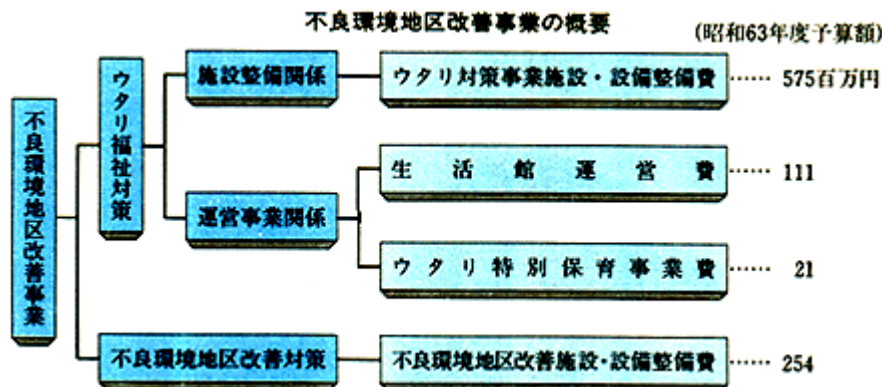 不良環境地区改善事業の概要
(昭和63年度予算額)
不良環境地区改善事業
ウタリ福祉対策
施設整備関係
ウタリ対策事業施設・設備整備費
…… 575百万円
運営事業関係
生活館運営費
…… 111
ウタリ特別保育事業費
…… 21
不良環境地区改善対策
不良環境地区改善施設・設備整備費
…… 254